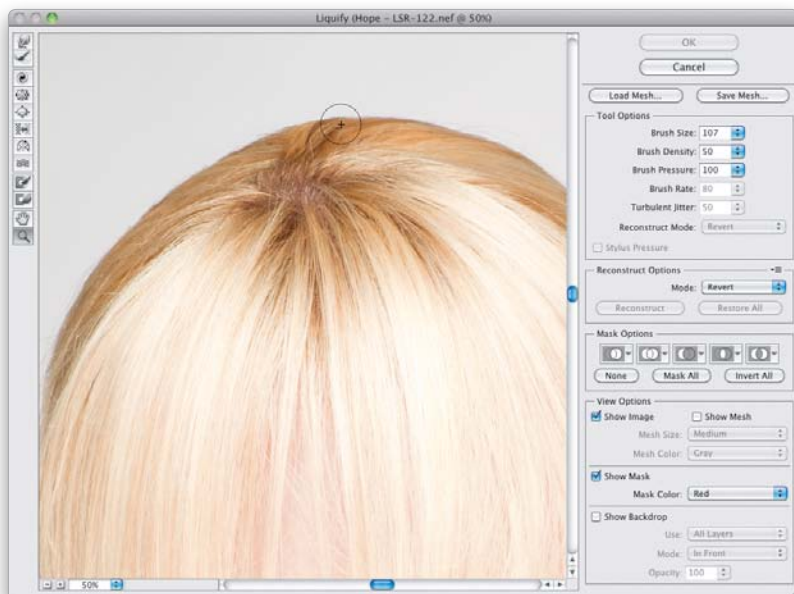 Liquify (Hope – LSR-122.nef @ 50%)
OK
Cancel
Load Mesh...
Save Mesh...
Tool Options
Brush Size: 107
Brush Density: 50
Brush Pressure: 100
Brush Rate: 80
Turbulent Jitter: 50
Reconstruct Mode: Revert
Stylus Pressure
Reconstruct Options
Mode: Revert
Reconstruct
Restore All
Mask Options
None
Mask All
Invert All
View Options
Show Image
Show Mesh
Mesh Size: Medium
Mesh Color: Gray
Show Mask
Mask Color: Red
Show Backdrop
Use: All Layers
Mode: In Front
Opacity: 100
50%